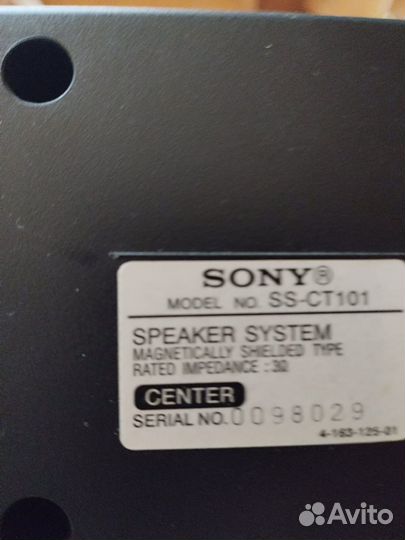 SONY®
MODEL NO. SS-CT101
SPEAKER SYSTEM
MAGNETICALLY SHIELDED TYPE
RATED IMPEDANCE : 3Ω
CENTER
SERIAL NO. 0098029
4-163-125-01
Avito